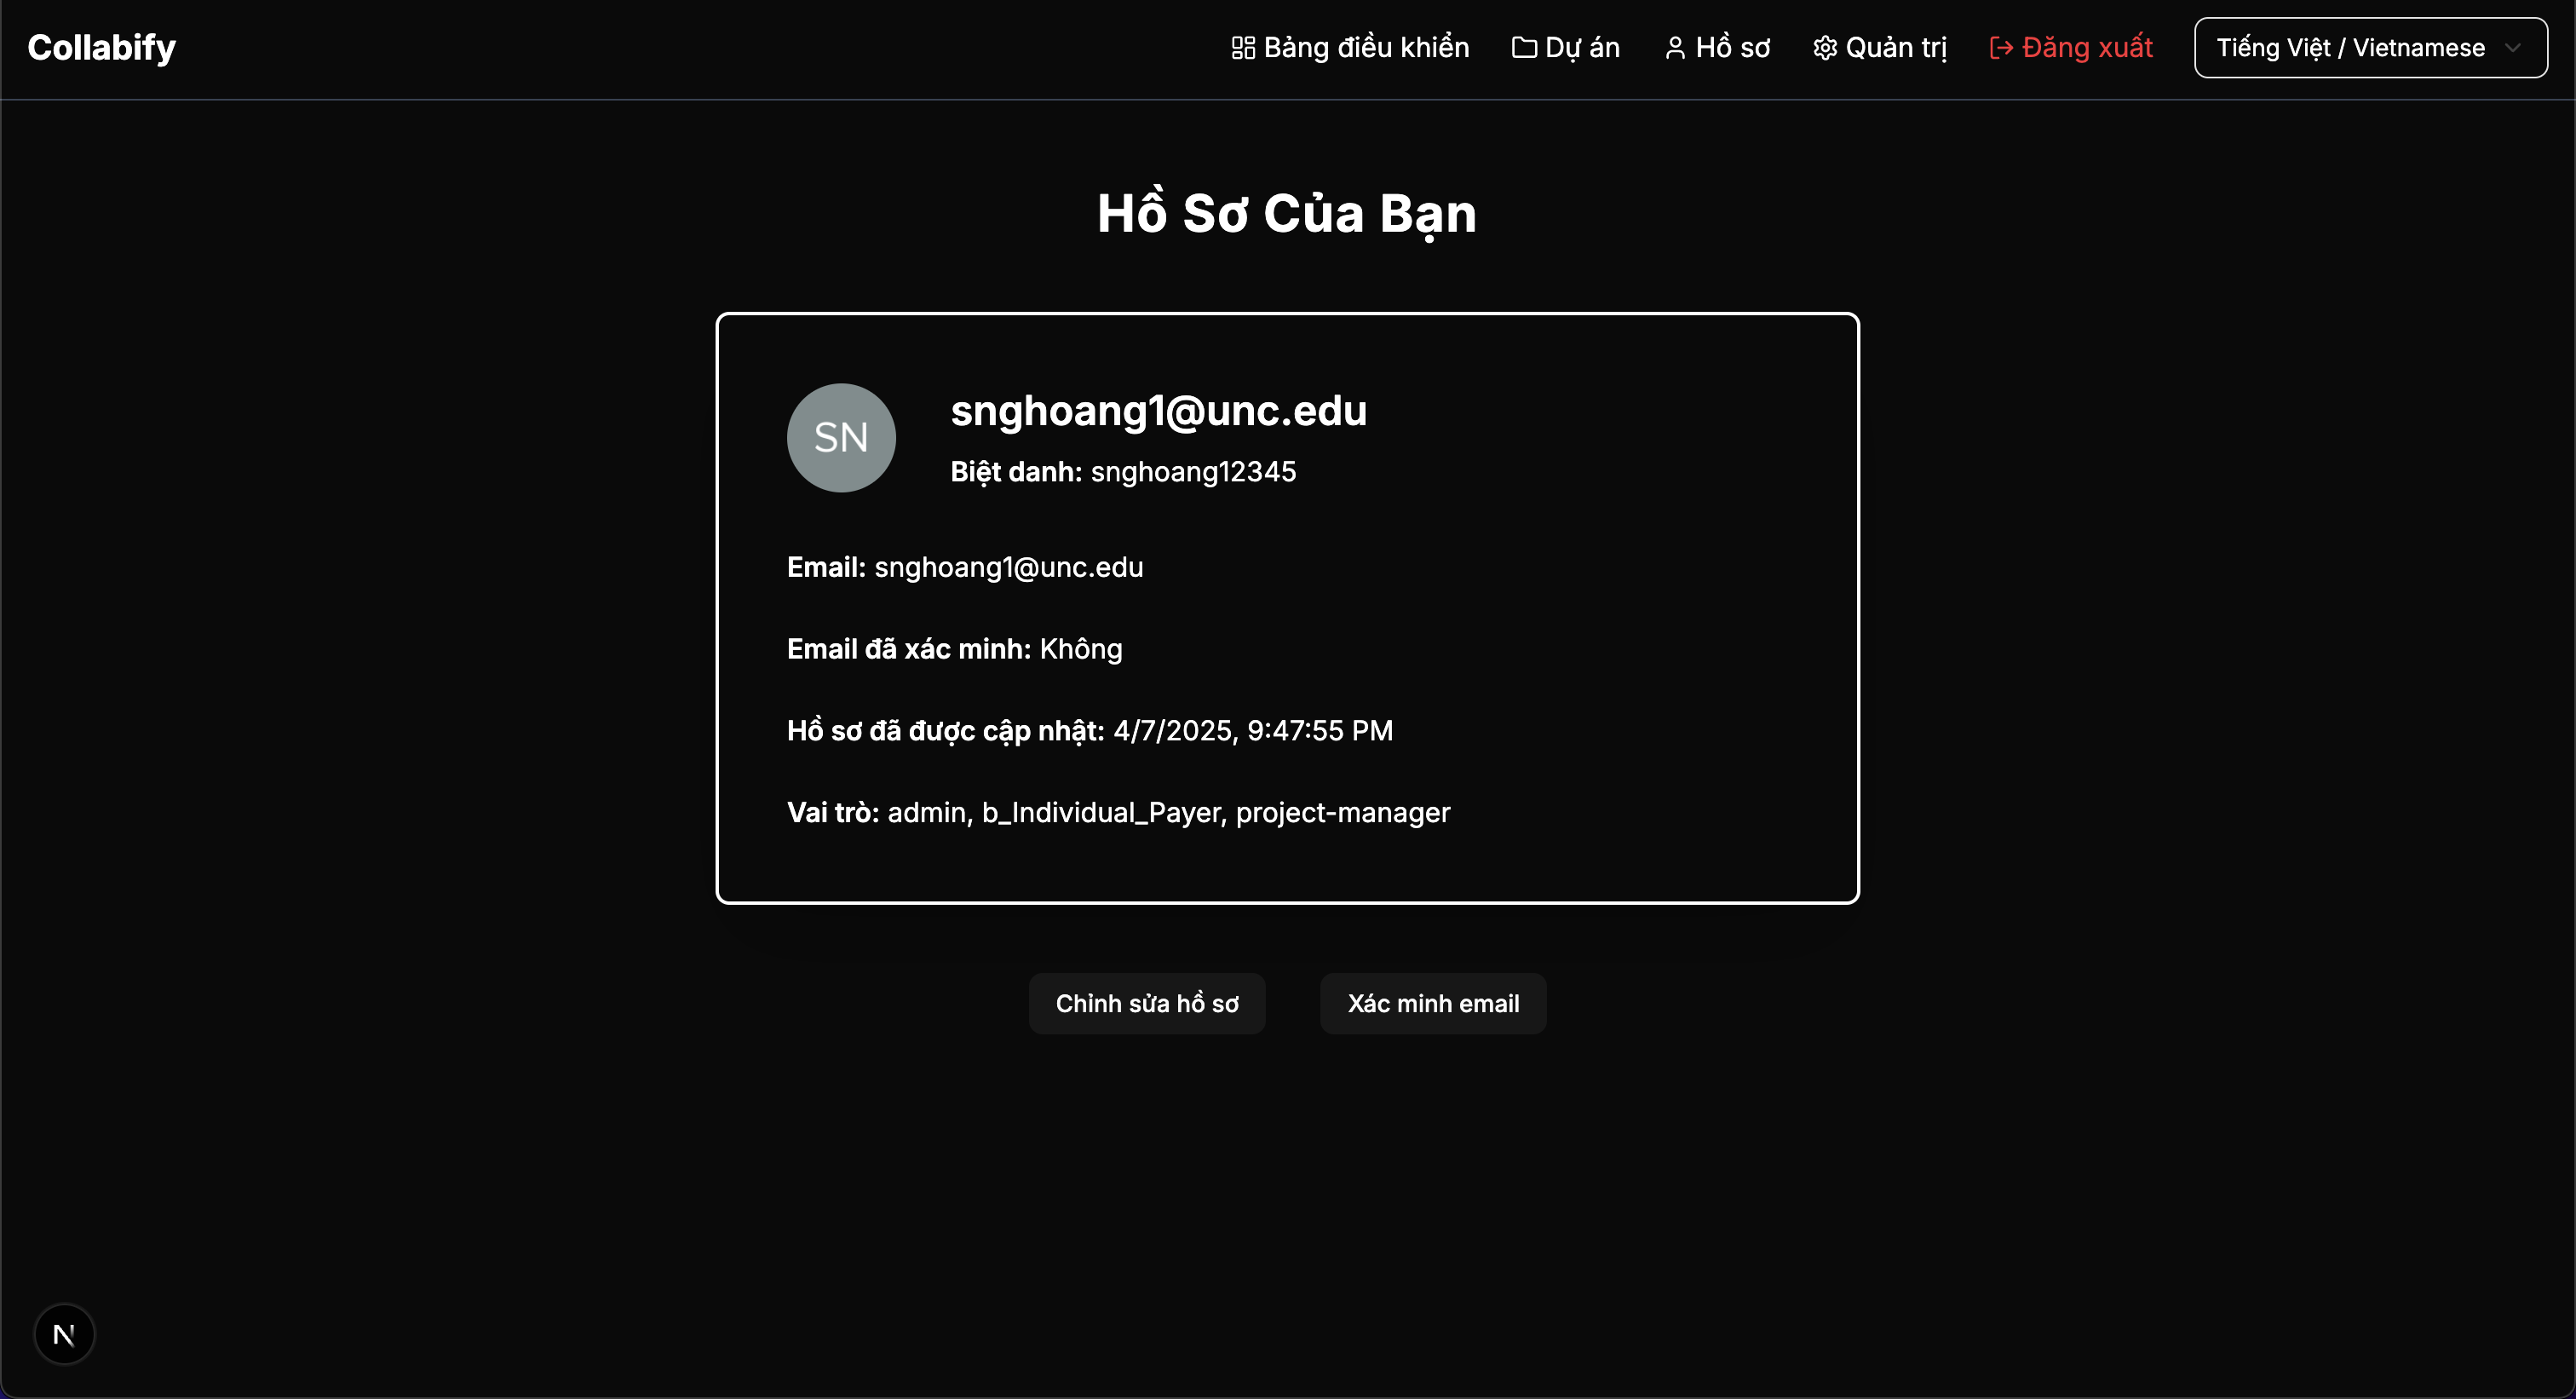 Collabify
Bảng điều khiển
Dự án
Hồ sơ
Quản trị
Đăng xuất
Tiếng Việt / Vietnamese
Hồ Sơ Của Bạn
SN
snghoang1@unc.edu
Biệt danh: snghoang12345
Email: snghoang1@unc.edu
Email đã xác minh: Không
Hồ sơ đã được cập nhật: 4/7/2025, 9:47:55 PM
Vai trò: admin, b_Individual_Payer, project-manager
Chỉnh sửa hồ sơ
Xác minh email
N